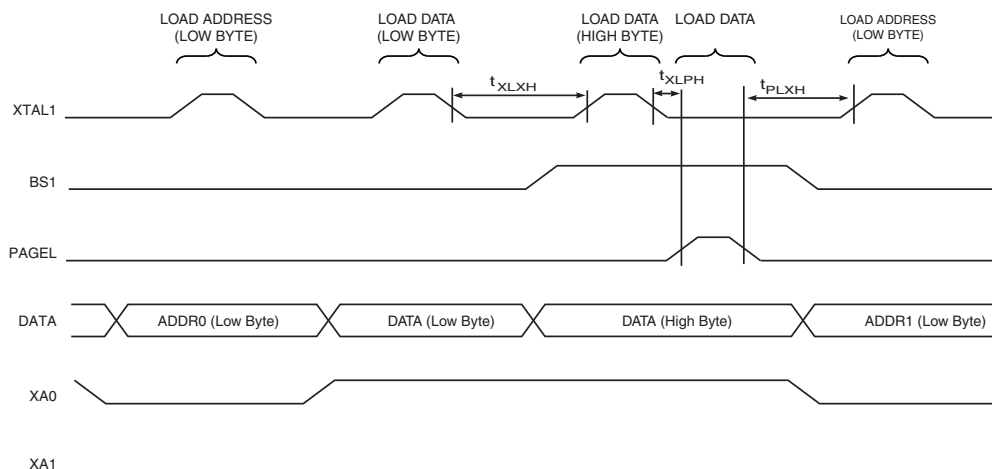 LOAD ADDRESS
(LOW BYTE)
LOAD DATA
(LOW BYTE)
LOAD DATA
(HIGH BYTE)
LOAD DATA
LOAD ADDRESS
(LOW BYTE)
XTAL1
tXLXH
tXLPH
tPLXH
BS1
PAGEL
DATA
ADDR0 (Low Byte)
DATA (Low Byte)
DATA (High Byte)
ADDR1 (Low Byte)
XA0
XA1